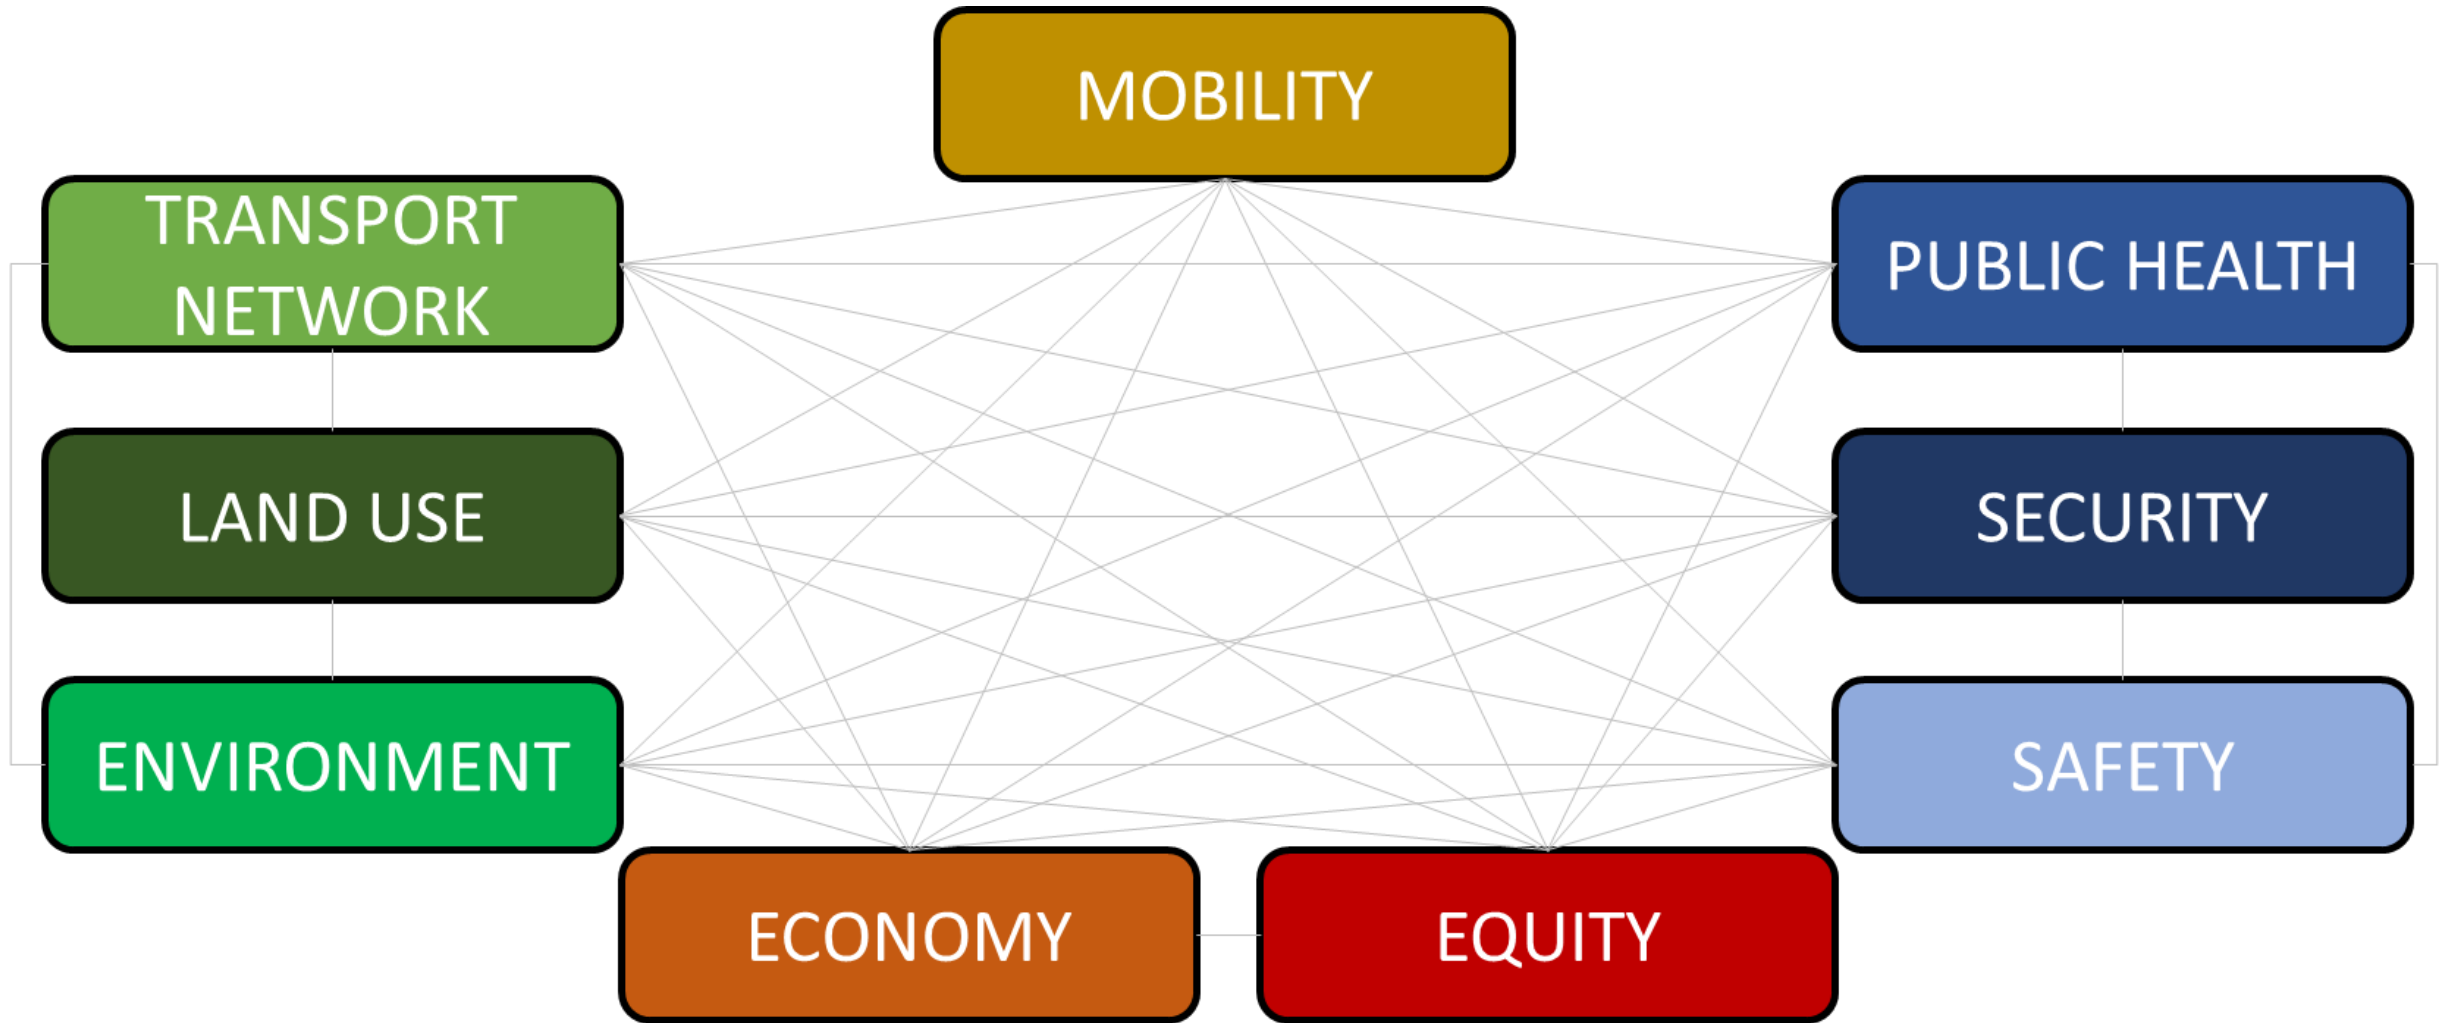 MOBILITY
TRANSPORT
NETWORK
PUBLIC HEALTH
LAND USE
SECURITY
ENVIRONMENT
SAFETY
ECONOMY
EQUITY